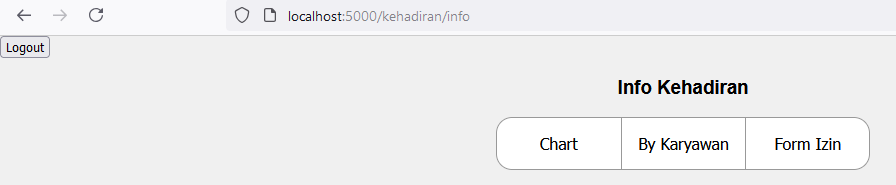 localhost:5000/kehadiran/info
Logout
Info Kehadiran
Chart By Karyawan Form Izin